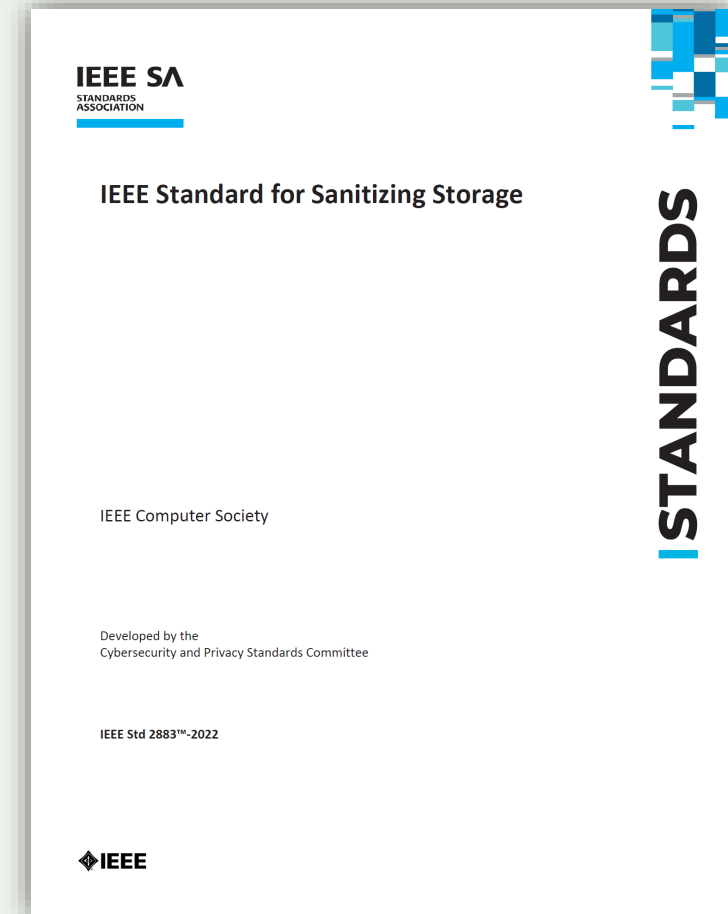 IEEE SA
STANDARDS
ASSOCIATION
IEEE Standard for Sanitizing Storage
STANDARDS
IEEE Computer Society
Developed by the
Cybersecurity and Privacy Standards Committee
IEEE Std 2883™-2022
IEEE